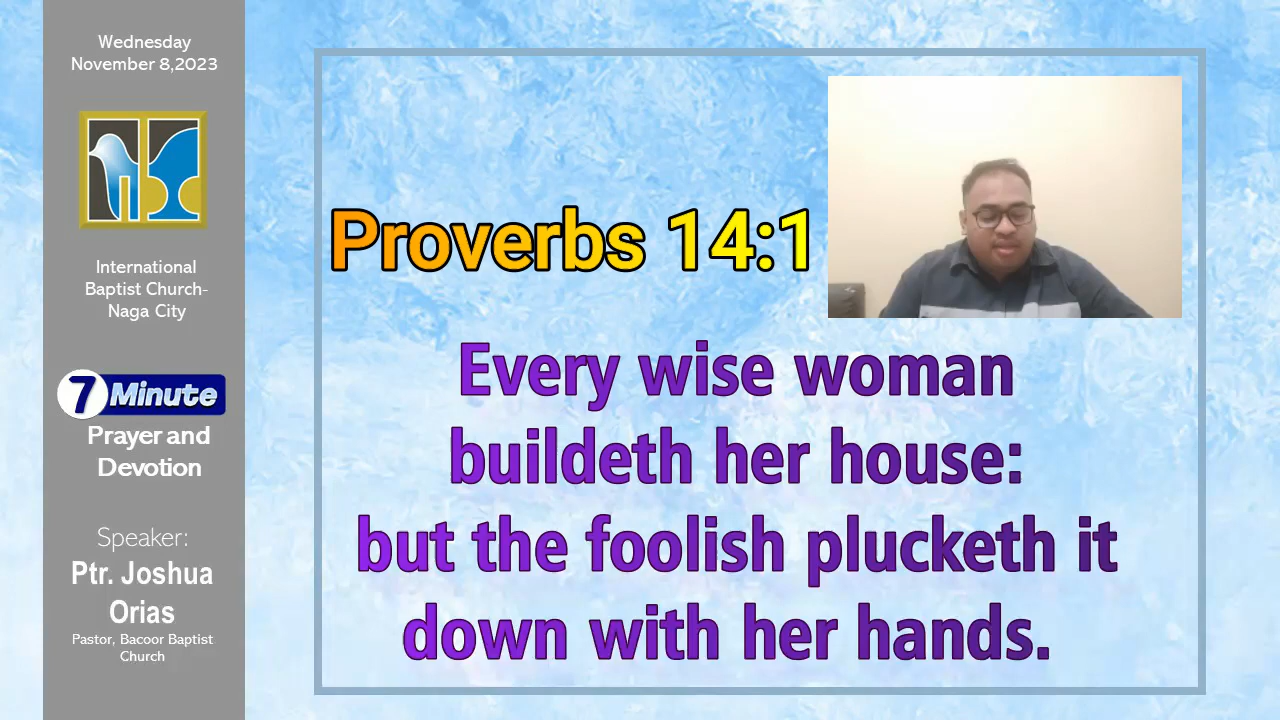 Wednesday
November 8,2023
International
Baptist Church-
Naga City
7 Minute
Prayer and
Devotion
Speaker:
Ptr. Joshua
Orias
Pastor, Bacoor Baptist
Church
Proverbs 14:1
Every wise woman
buildeth her house:
but the foolish plucketh it
down with her hands.